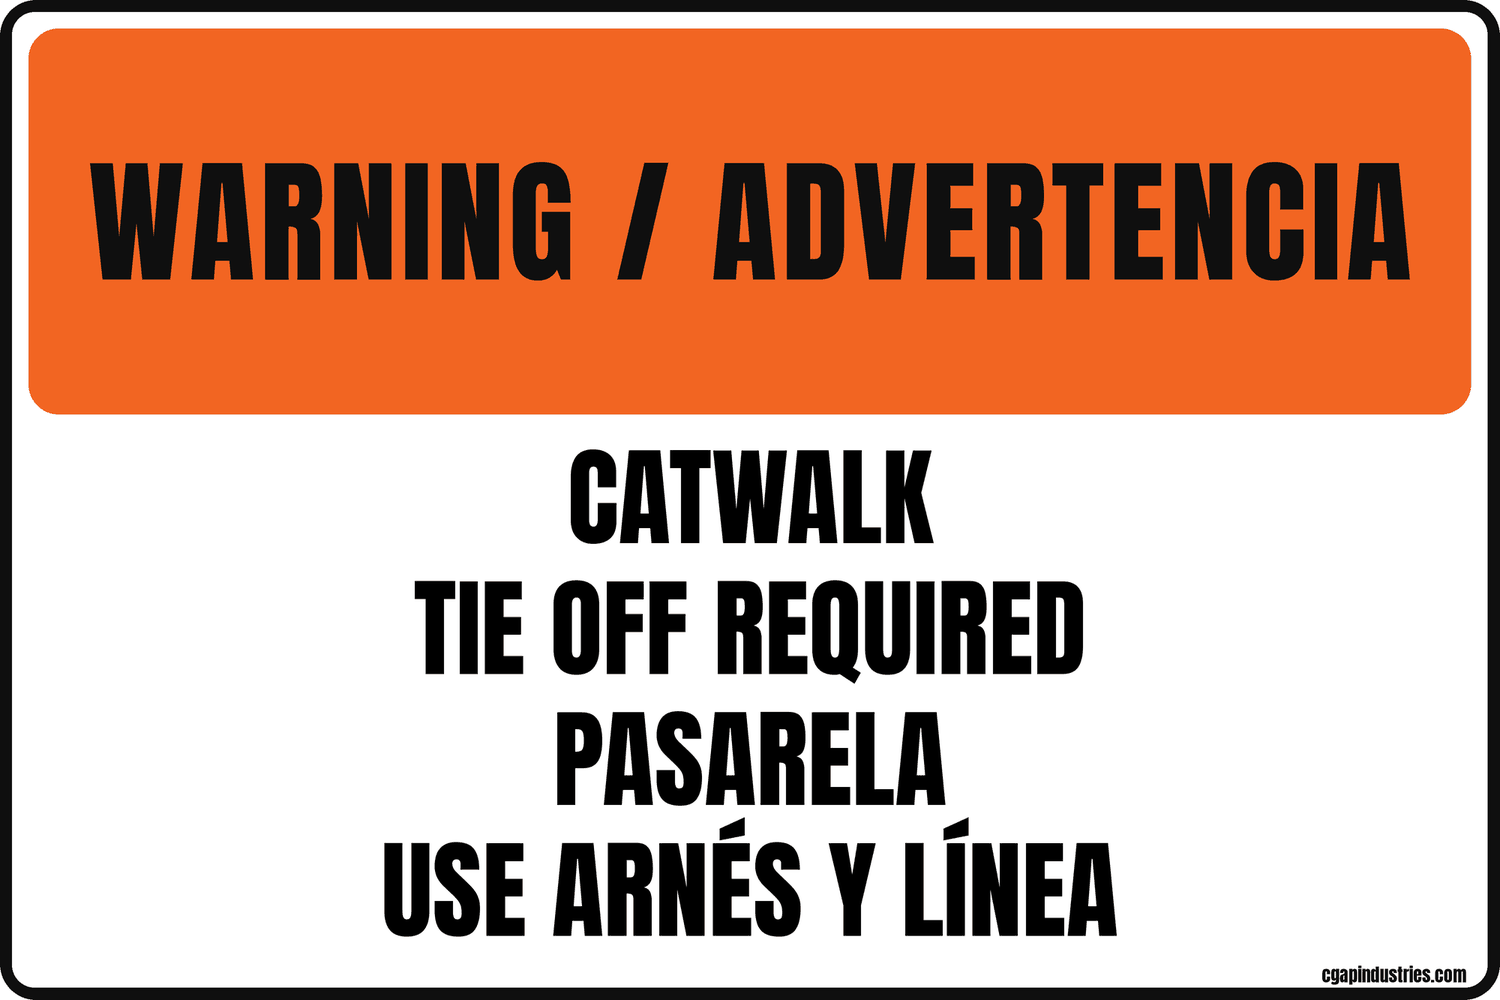 WARNING / ADVERTENCIA
CATWALK
TIE OFF REQUIRED
PASARELA
USE ARNÉS Y LÍNEA
cgapindustries.com